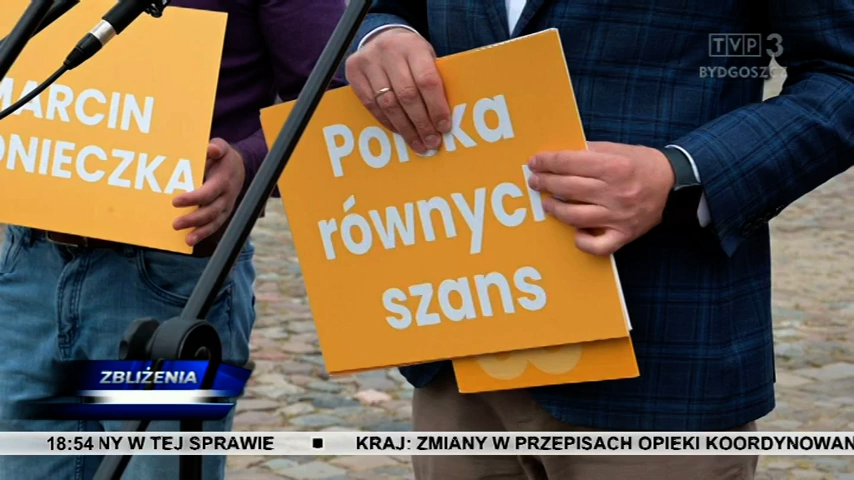 TVP3
BYDGOSZCZ
MARCIN
ONIECZKA
Polska
równych
szans
ZBLIŻENIA
18:54 NY W TEJ SPRAWIE ■ KRAJ: ZMIANY W PRZEPISACH OPIEKI KOORDYNOWAN